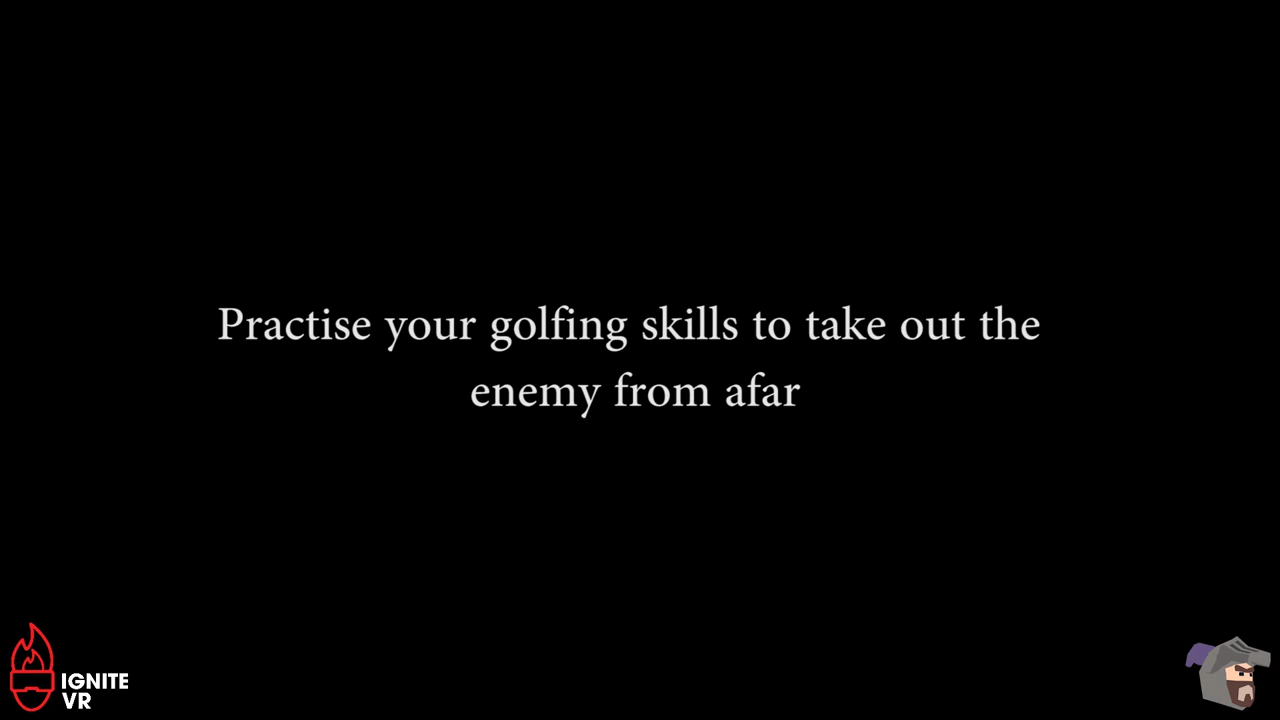 Practise your golfing skills to take out the
enemy from afar
IGNITE
VR